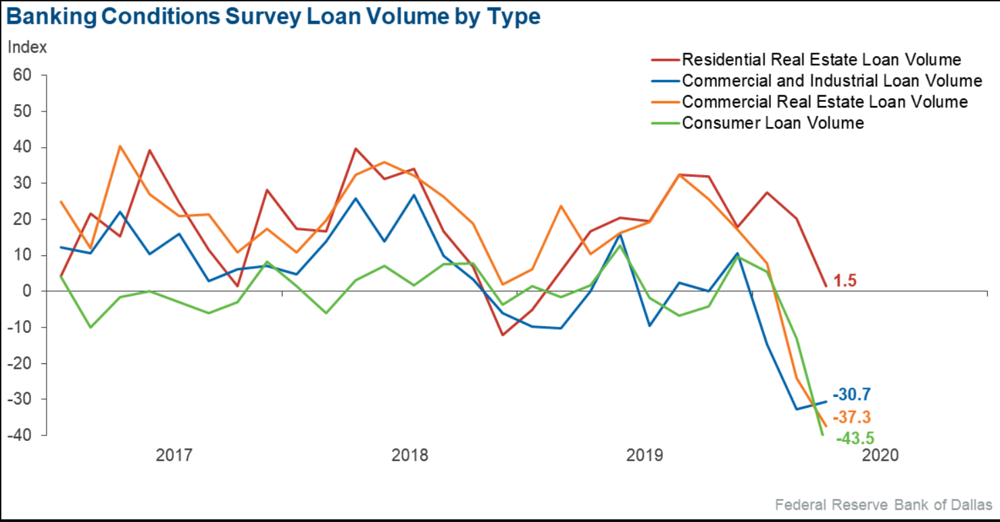 Banking Conditions Survey Loan Volume by Type
Index
Residential Real Estate Loan Volume
Commercial and Industrial Loan Volume
Commercial Real Estate Loan Volume
Consumer Loan Volume
60
50
40
30
20
10
0
-10
-20
-30
-40
1.5
-30.7
-37.3
-43.5
2017 2018 2019 2020
Federal Reserve Bank of Dallas